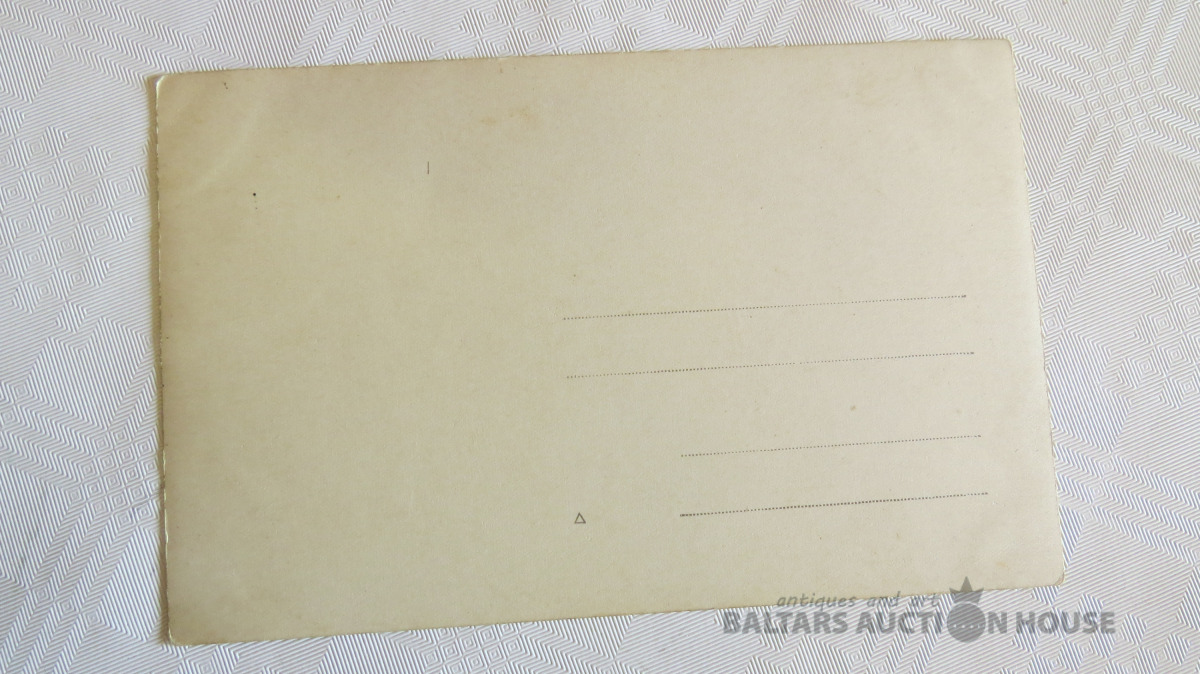 antiques and art
BALTARS AUCTION HOUSE